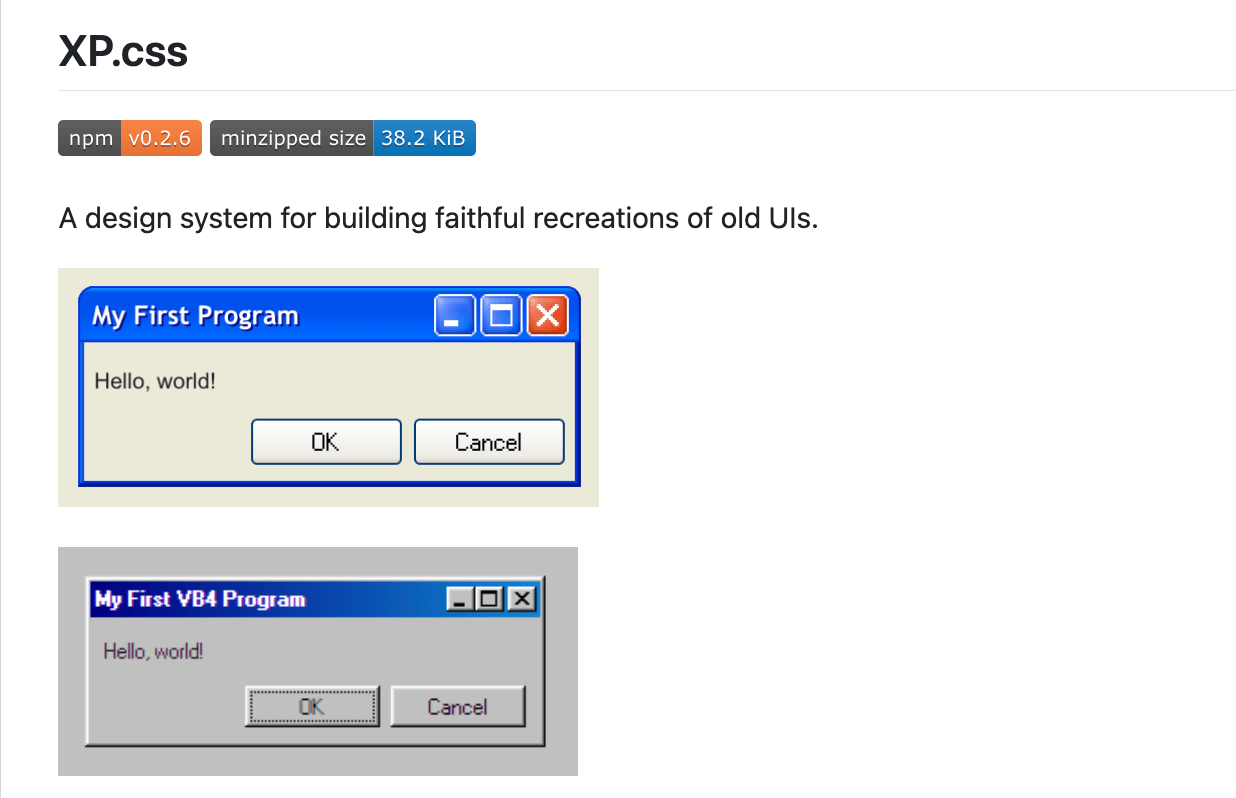 XP.css
npm v0.2.6 minzipped size 38.2 KiB
A design system for building faithful recreations of old UIs.
My First Program
Hello, world!
OK Cancel
My First VB4 Program
Hello, world!
OK Cancel